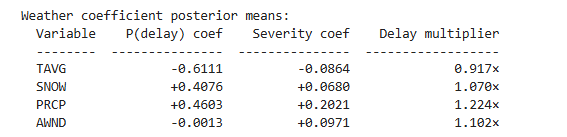 Weather coefficient posterior means:
Variable P(delay) coef Severity coef Delay multiplier
-------- --------------- --------------- ------------------
TAVG -0.6111 -0.0864 0.917×
SNOW +0.4076 +0.0680 1.070×
PRCP +0.4603 +0.2021 1.224×
AWND -0.0013 +0.0971 1.102×